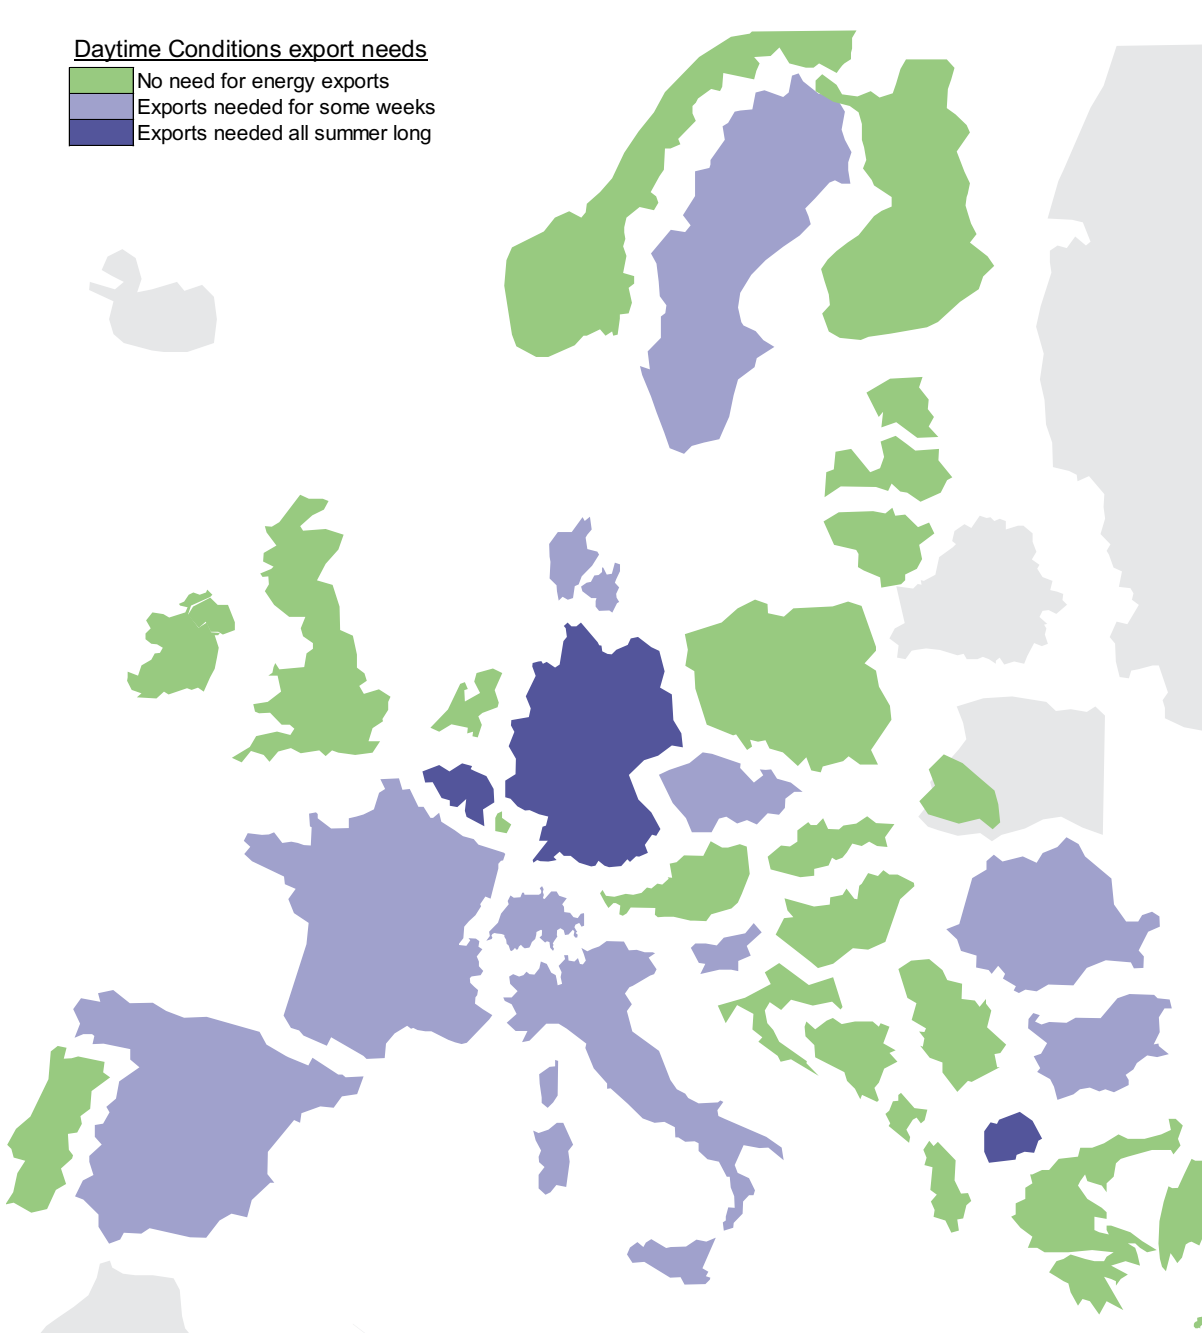 Daytime Conditions export needs
No need for energy exports
Exports needed for some weeks
Exports needed all summer long